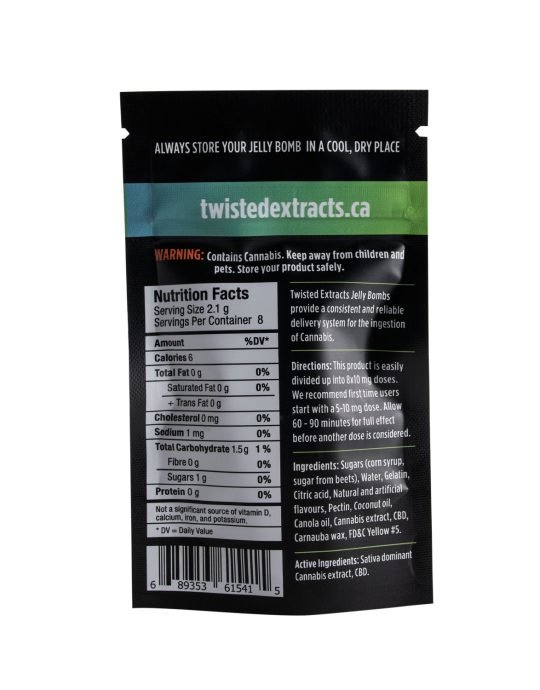 ALWAYS STORE YOUR JELLY BOMB IN A COOL, DRY PLACE
twistedextracts.ca
WARNING: Contains Cannabis. Keep away from children and
pets. Store your product safely.
Nutrition Facts
Serving Size 2.1 g
Servings Per Container 8
Amount %DV*
Calories 6
Total Fat 0 g 0%
Saturated Fat 0 g 0%
+ Trans Fat 0 g
Cholesterol 0 mg 0%
Sodium 1 mg 0%
Total Carbohydrate 1.5 g 1 %
Fibre 0 g 0%
Sugars 1 g 0%
Protein 0 g 0%
Not a significant source of vitamin D,
calcium, iron, and potassium.
* DV = Daily Value
6 89353 61541 5
Twisted Extracts Jelly Bombs
provide a consistent and reliable
delivery system for the ingestion
of Cannabis.
Directions: This product is easily
divided up into 8x10 mg doses.
We recommend first time users
start with a 5-10 mg dose. Allow
60 - 90 minutes for full effect
before another dose is considered.
Ingredients: Sugars (corn syrup,
sugar from beets), Water, Gelatin,
Citric acid, Natural and artificial
flavours, Pectin, Coconut oil,
Canola oil, Cannabis extract, CBD,
Carnauba wax, FD&C Yellow #5.
Active Ingredients: Sativa dominant
Cannabis extract, CBD.